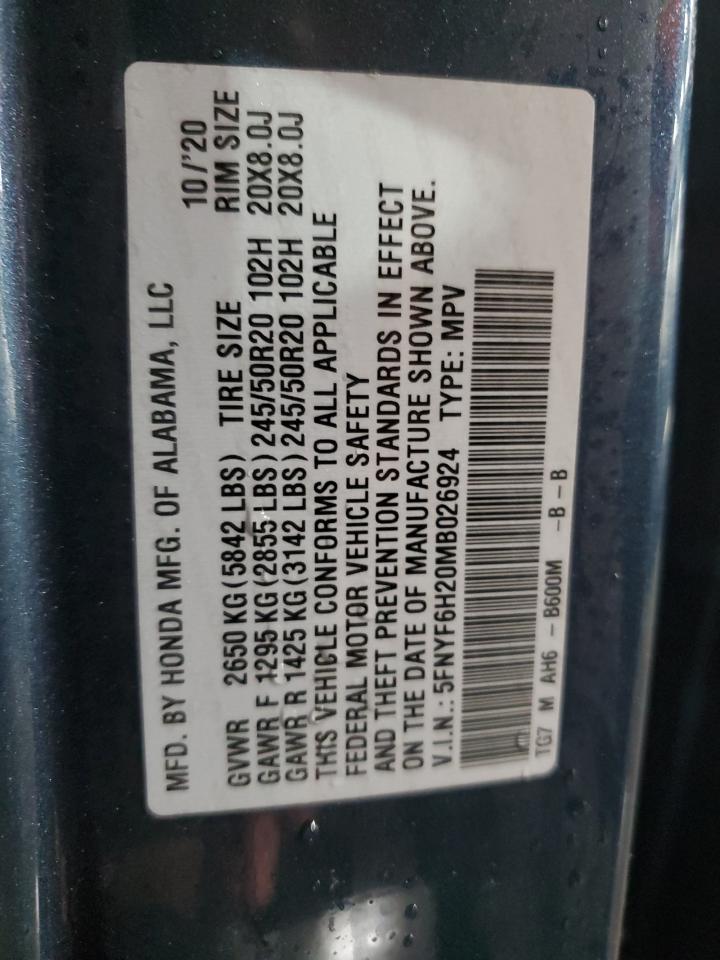 MFD. BY HONDA MFG. OF ALABAMA, LLC 10/'20
GVWR 2650 KG (5842 LBS) TIRE SIZE RIM SIZE
GAWR F 1295 KG (2855 LBS) 245/50R20 102H 20X8.0J
GAWR R 1425 KG (3142 LBS) 245/50R20 102H 20X8.0J
THIS VEHICLE CONFORMS TO ALL APPLICABLE
FEDERAL MOTOR VEHICLE SAFETY
AND THEFT PREVENTION STANDARDS IN EFFECT
ON THE DATE OF MANUFACTURE SHOWN ABOVE.
V.I.N.: 5FNYF6H20MB026924 TYPE: MPV
TG7 M AH6 - B600M -B-B